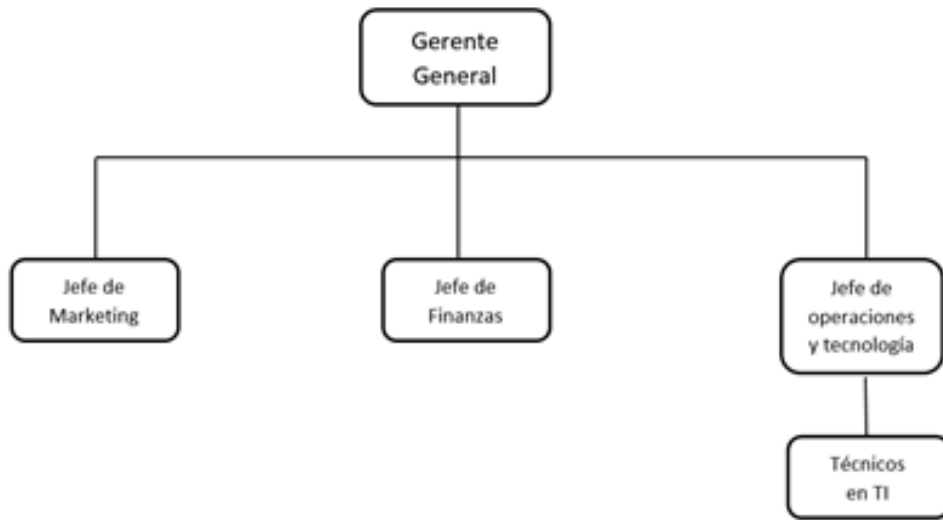 Gerente
General
Jefe de
Marketing
Jefe de
Finanzas
Jefe de
operaciones
y tecnología
Técnicos
en TI